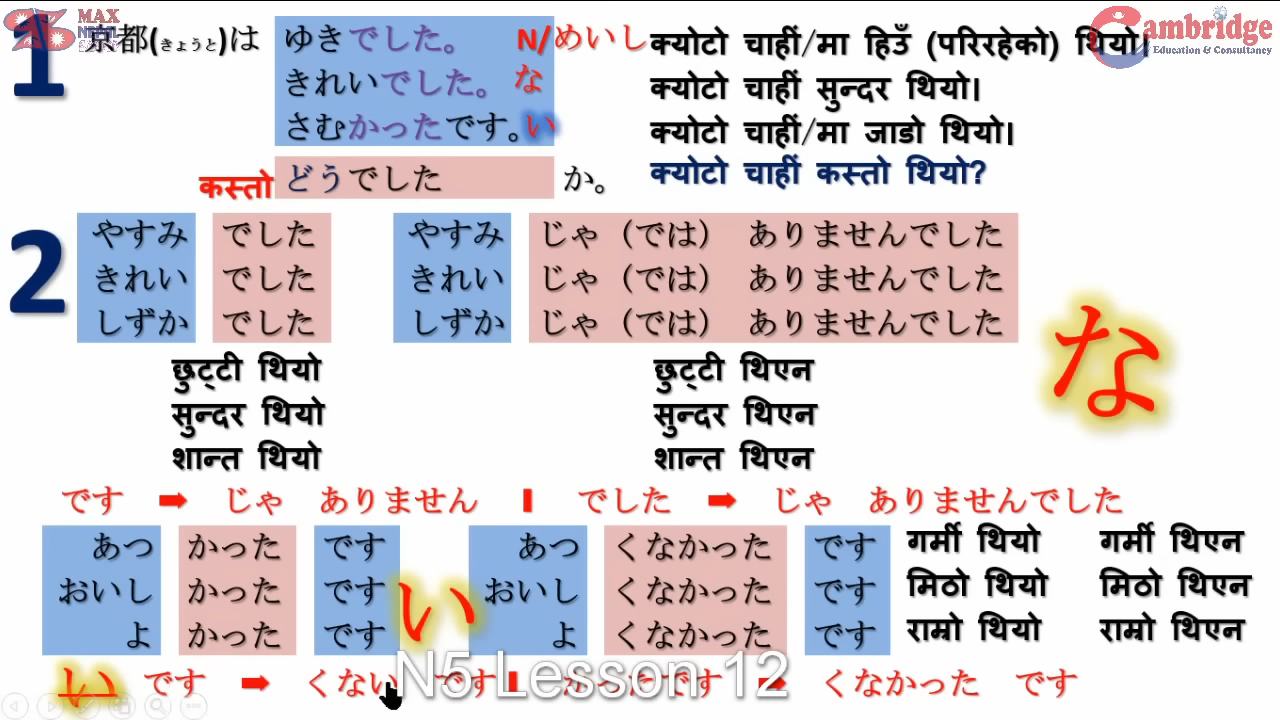 1
MAX
京都(きょうと)は
ゆきでした。 N/めいし
きれいでした。 な
さむかったです。 い
क्योटो चाहीं/मा हिउँ (परिरहेको) थियो।
क्योटो चाहीं सुन्दर थियो।
क्योटो चाहीं/मा जाडो थियो।
ambridge
Education & Consultancy
कस्तो どうでした か。 क्योटो चाहीं कस्तो थियो?
2
やすみ でした やすみ じゃ（では） ありませんでした
きれい でした きれい じゃ（では） ありませんでした
しずか でした しずか じゃ（では） ありませんでした
な
छुट्टी थियो छुट्टी थिएन
सुन्दर थियो सुन्दर थिएन
शान्त थियो शान्त थिएन
です ➡ じゃ ありません I でした ➡ じゃ ありませんでした
あつ かった です あつ くなかった です गर्मी थियो गर्मी थिएन
おいし かった です おいし くなかった です मिठो थियो मिठो थिएन
よ かった です よ くなかった です राम्रो थियो राम्रो थिएन
い
い です ➡ くない です I かったです ➡ くなかった です
N5 Lesson 12